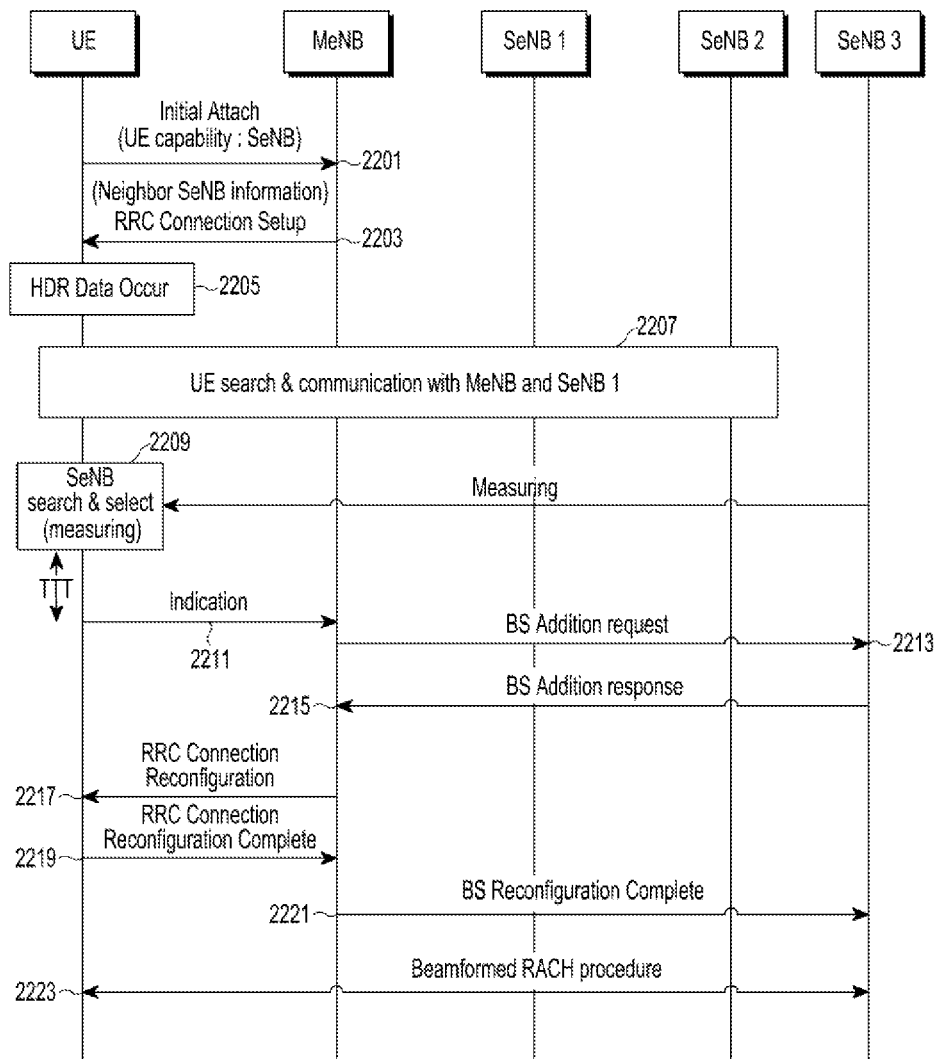 UE
MeNB
SeNB 1
SeNB 2
SeNB 3
Initial Attach
(UE capability : SeNB)
2201
(Neighbor SeNB information)
RRC Connection Setup
2203
HDR Data Occur
2205
2207
UE search & communication with MeNB and SeNB 1
2209
SeNB
search & select
(measuring)
Measuring
TTT
Indication
2211
BS Addition request
2213
BS Addition response
2215
RRC Connection
Reconfiguration
2217
RRC Connection
Reconfiguration Complete
2219
BS Reconfiguration Complete
2221
Beamformed RACH procedure
2223